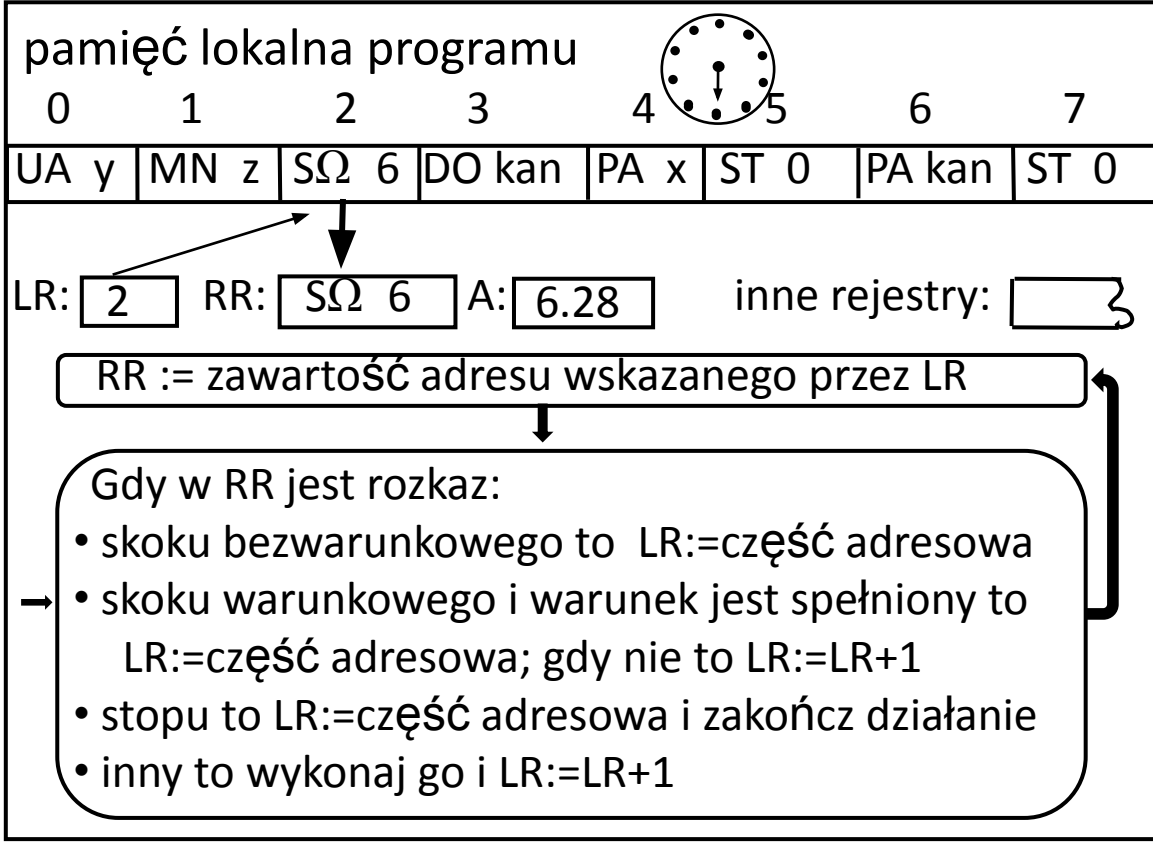 pamięć lokalna programu
0 1 2 3 4 5 6 7
UA y MN z SΩ 6 DO kan PA x ST 0 PA kan ST 0
LR: 2 RR: SΩ 6 A: 6.28 inne rejestry:
RR := zawartość adresu wskazanego przez LR
Gdy w RR jest rozkaz:
• skoku bezwarunkowego to LR:=część adresowa
• skoku warunkowego i warunek jest spełniony to
LR:=część adresowa; gdy nie to LR:=LR+1
• stopu to LR:=część adresowa i zakończ działanie
• inny to wykonaj go i LR:=LR+1